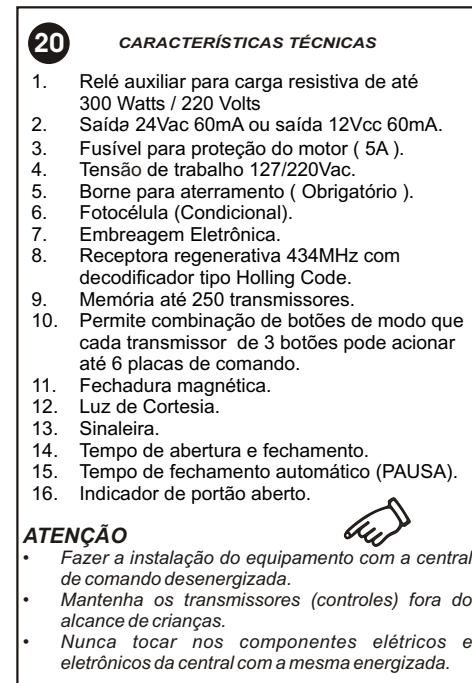 20 CARACTERÍSTICAS TÉCNICAS
1. Relé auxiliar para carga resistiva de até
300 Watts / 220 Volts
2. Saída 24Vac 60mA ou saída 12Vcc 60mA.
3. Fusível para proteção do motor ( 5A ).
4. Tensão de trabalho 127/220Vac.
5. Borne para aterramento ( Obrigatório ).
6. Fotocélula (Condicional).
7. Embreagem Eletrônica.
8. Receptora regenerativa 434MHz com
decodificador tipo Holling Code.
9. Memória até 250 transmissores.
10. Permite combinação de botões de modo que
cada transmissor de 3 botões pode acionar
até 6 placas de comando.
11. Fechadura magnética.
12. Luz de Cortesia.
13. Sinaleira.
14. Tempo de abertura e fechamento.
15. Tempo de fechamento automático (PAUSA).
16. Indicador de portão aberto.
ATENÇÃO
• Fazer a instalação do equipamento com a central
de comando desenergizada.
• Mantenha os transmissores (controles) fora do
alcance de crianças.
• Nunca tocar nos componentes elétricos e
eletrônicos da central com a mesma energizada.